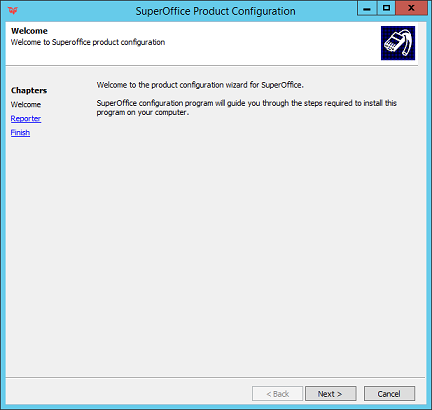 SuperOffice Product Configuration
Welcome
Welcome to Superoffice product configuration
Chapters
Welcome
Reporter
Finish
Welcome to the product configuration wizard for SuperOffice.
SuperOffice configuration program will guide you through the steps required to install this
program on your computer.
< Back
Next >
Cancel